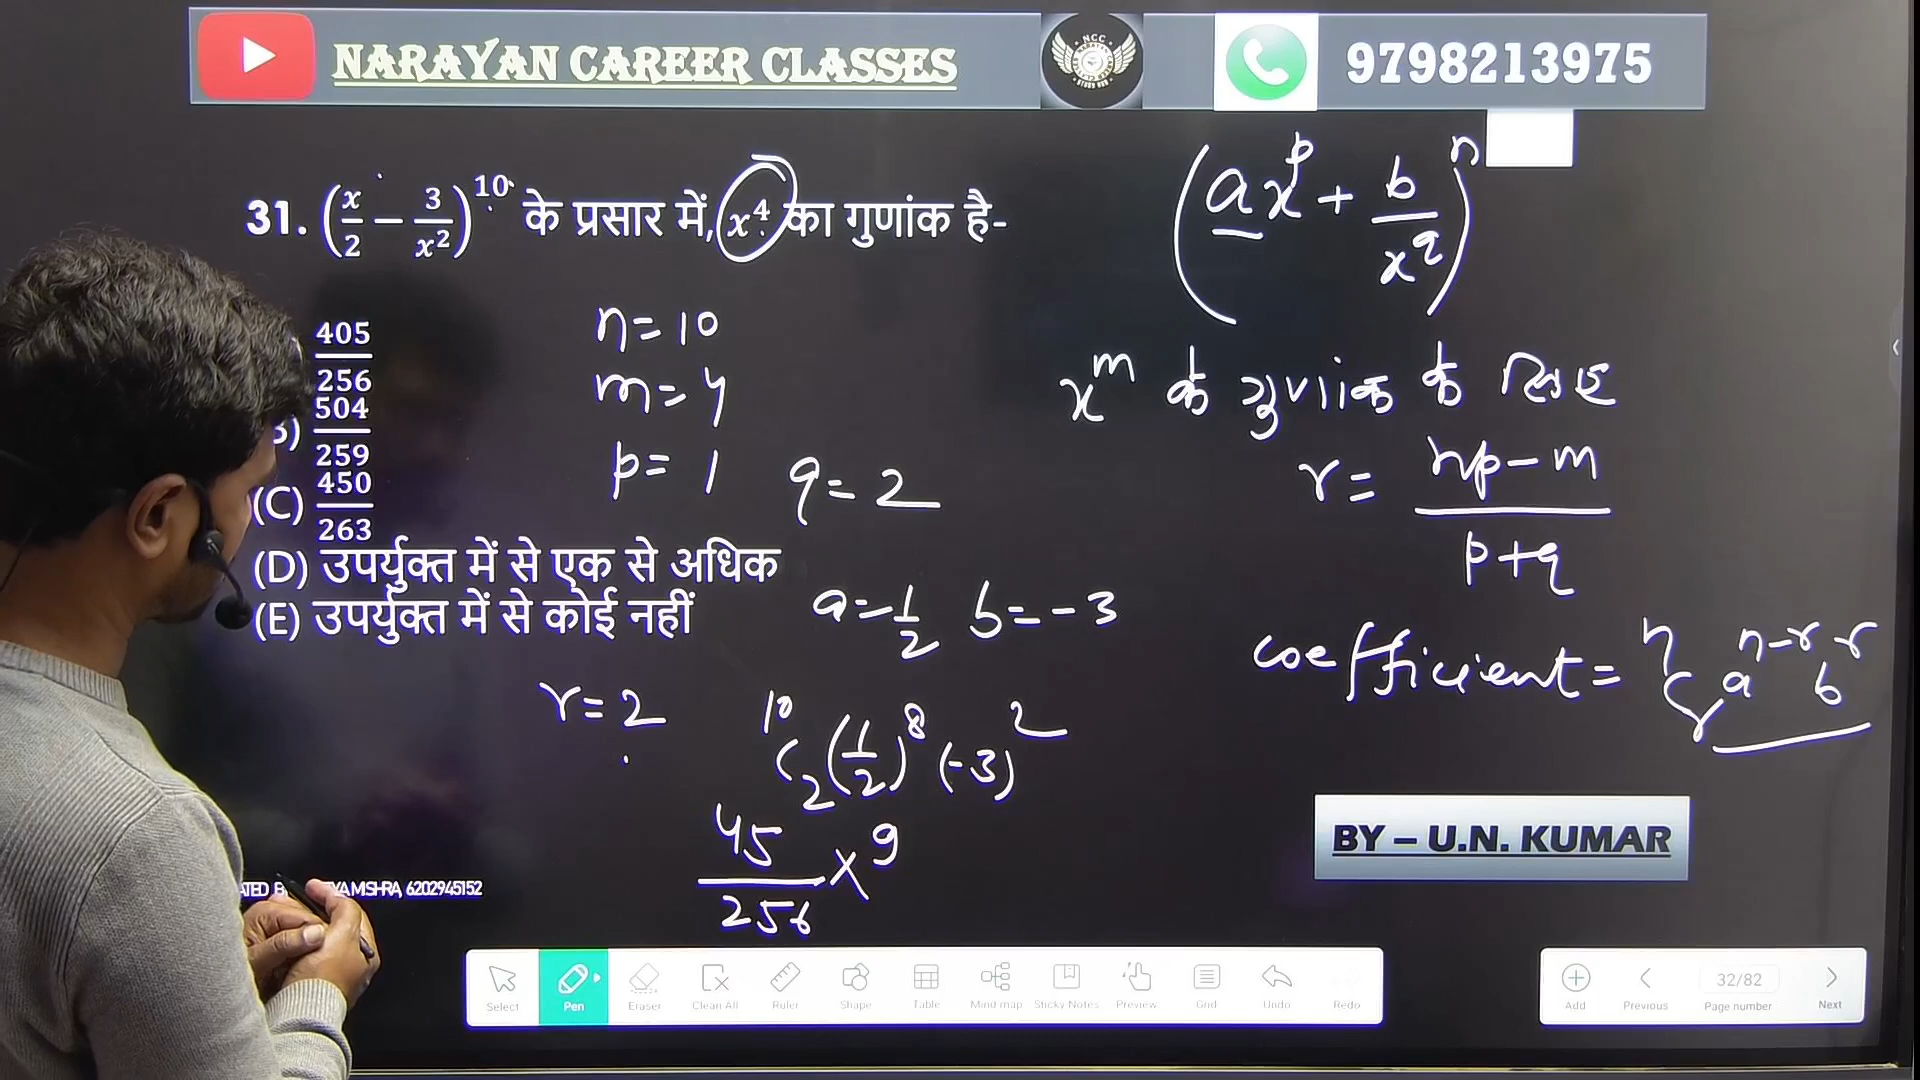 NARAYAN CAREER CLASSES
NCC
9798213975
31. (x/2 − 3/x²)¹⁰ के प्रसार में, x⁴ का गुणांक है-
405/256
B) 504/259
(C) 450/263
(D) उपर्युक्त में से एक से अधिक
(E) उपर्युक्त में से कोई नहीं
n = 10
m = 4
p = 1 q = 2
a = 1/2 b = -3
r = 2
¹⁰C₂ (1/2)⁸ (-3)²
45/256 × 9
(ax^p + b/x^q)^n
x^m के गुणांक के लिए
r = (np - m)/(p + q)
coefficient = ⁿCᵣ a^(n-r) b^r
BY – U.N. KUMAR
MISHRA, 6202945152
Select
Pen
Eraser
Clean All
Ruler
Shape
Table
Mind map
Sticky Notes
Preview
Grid
Undo
Redo
Add
Previous
32/82
Page number
Next